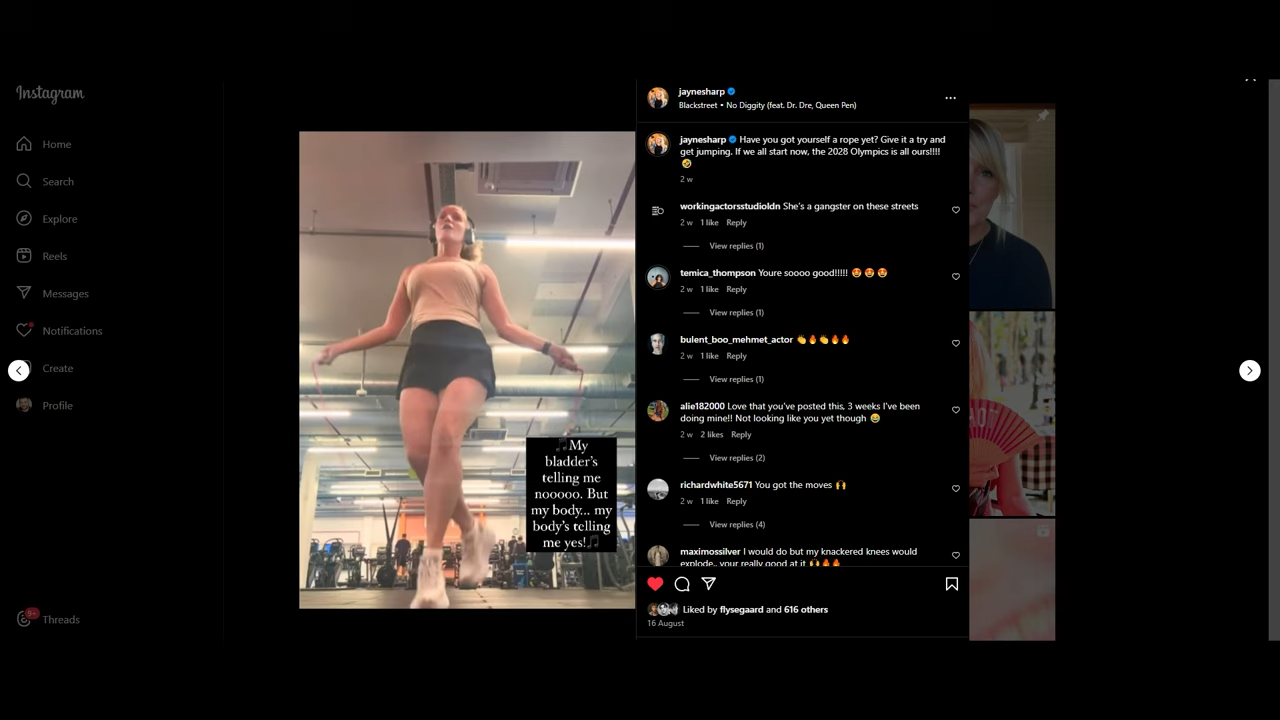 Instagram
Home
Search
Explore
Reels
Messages
Notifications
Create
Profile
9+
Threads
🎵My
bladder's
telling me
nooooo. But
my body... my
body's telling
me yes!🎵
jaynesharp
Blackstreet • No Diggity (feat. Dr. Dre, Queen Pen)
jaynesharp Have you got yourself a rope yet? Give it a try and
get jumping. If we all start now, the 2028 Olympics is all ours!!!!
🤣
2 w
workingactorsstudioldn She's a gangster on these streets
2 w 1 like Reply
View replies (1)
temica_thompson Youre soooo good!!!!! 😍😍😍
2 w 1 like Reply
View replies (1)
bulent_boo_mehmet_actor 👏🔥👏🔥🔥
2 w 1 like Reply
View replies (1)
alie182000 Love that you've posted this, 3 weeks I've been
doing mine!! Not looking like you yet though 😂
2 w 2 likes Reply
View replies (2)
richardwhite5671 You got the moves 🙌
2 w 1 like Reply
View replies (4)
maximossilver I would do but my knackered knees would
explode.. your really good at it 🙌🔥🔥
Liked by flysegaard and 616 others
16 August